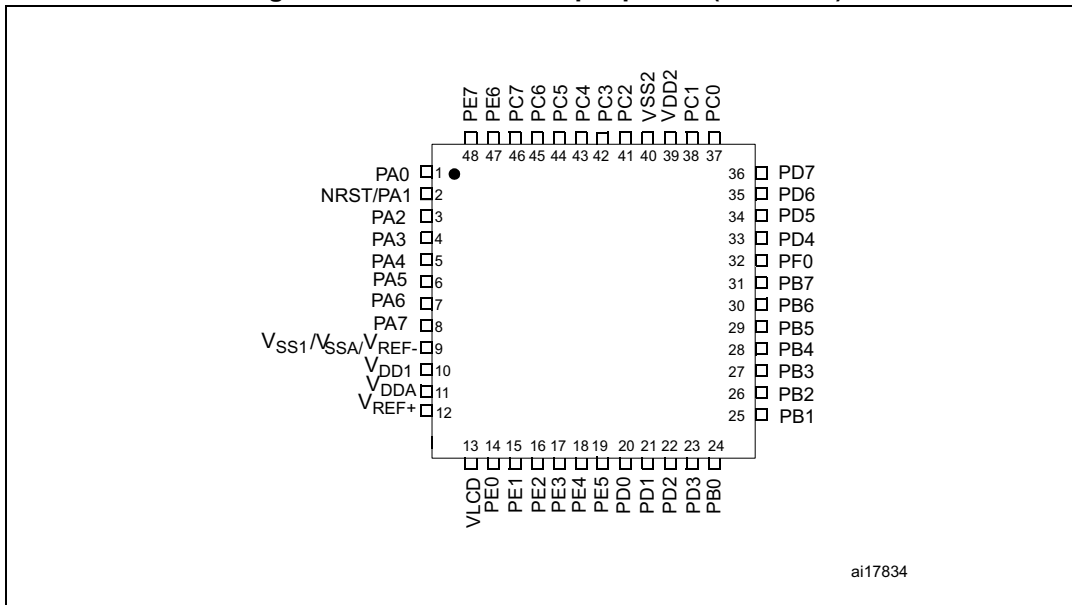 PE7
PE6
PC7
PC6
PC5
PC4
PC3
PC2
VSS2
VDD2
PC1
PC0
48 47 46 45 44 43 42 41 40 39 38 37
PA0 1
NRST/PA1 2
PA2 3
PA3 4
PA4 5
PA5 6
PA6 7
PA7 8
VSS1/VSSA/VREF- 9
VDD1 10
VDDA 11
VREF+ 12
36 PD7
35 PD6
34 PD5
33 PD4
32 PF0
31 PB7
30 PB6
29 PB5
28 PB4
27 PB3
26 PB2
25 PB1
13 14 15 16 17 18 19 20 21 22 23 24
VLCD
PE0
PE1
PE2
PE3
PE4
PE5
PD0
PD1
PD2
PD3
PB0
ai17834